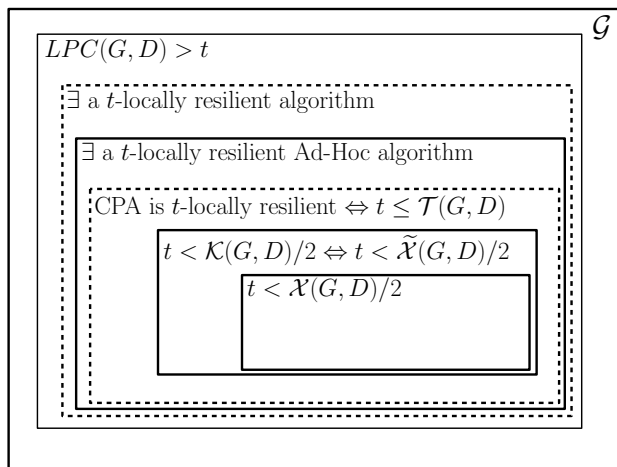 𝒢
LPC(G, D) > t
∃ a t-locally resilient algorithm
∃ a t-locally resilient Ad-Hoc algorithm
CPA is t-locally resilient ⇔ t ≤ 𝒯(G, D)
t < 𝒦(G, D)/2 ⇔ t < 𝒳̃(G, D)/2
t < 𝒳(G, D)/2